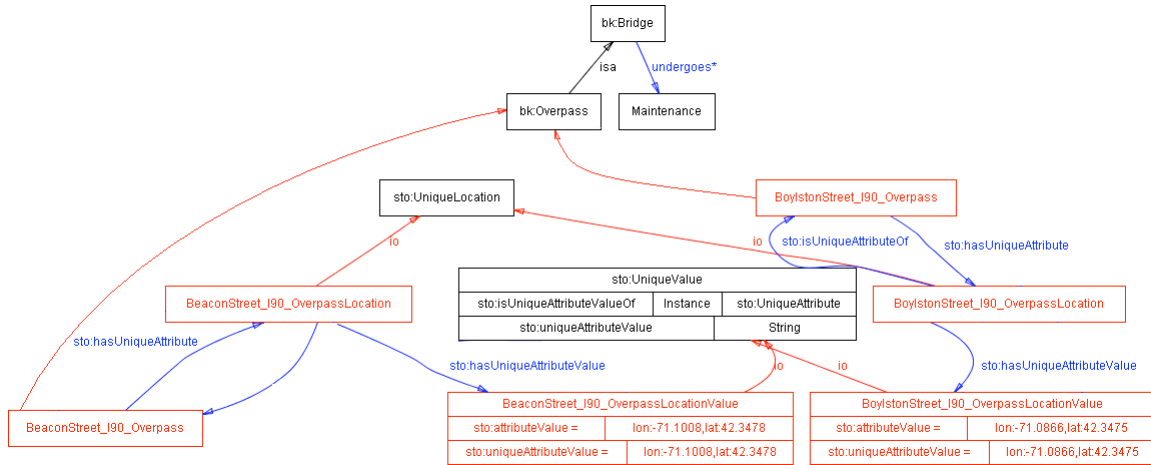 bk:Bridge
isa
undergoes*
bk:Overpass
Maintenance
sto:UniqueLocation
BoylstonStreet_I90_Overpass
io
io
sto:isUniqueAttributeOf
sto:hasUniqueAttribute
sto:UniqueValue
sto:isUniqueAttributeValueOf Instance sto:UniqueAttribute
sto:uniqueAttributeValue String
BeaconStreet_I90_OverpassLocation
BoylstonStreet_I90_OverpassLocation
sto:hasUniqueAttribute
sto:hasUniqueAttributeValue
io
io
sto:hasUniqueAttributeValue
BeaconStreet_I90_Overpass
BeaconStreet_I90_OverpassLocationValue
sto:attributeValue = lon:-71.1008,lat:42.3478
sto:uniqueAttributeValue = lon:-71.1008,lat:42.3478
BoylstonStreet_I90_OverpassLocationValue
sto:attributeValue = lon:-71.0866,lat:42.3475
sto:uniqueAttributeValue = lon:-71.0866,lat:42.3475